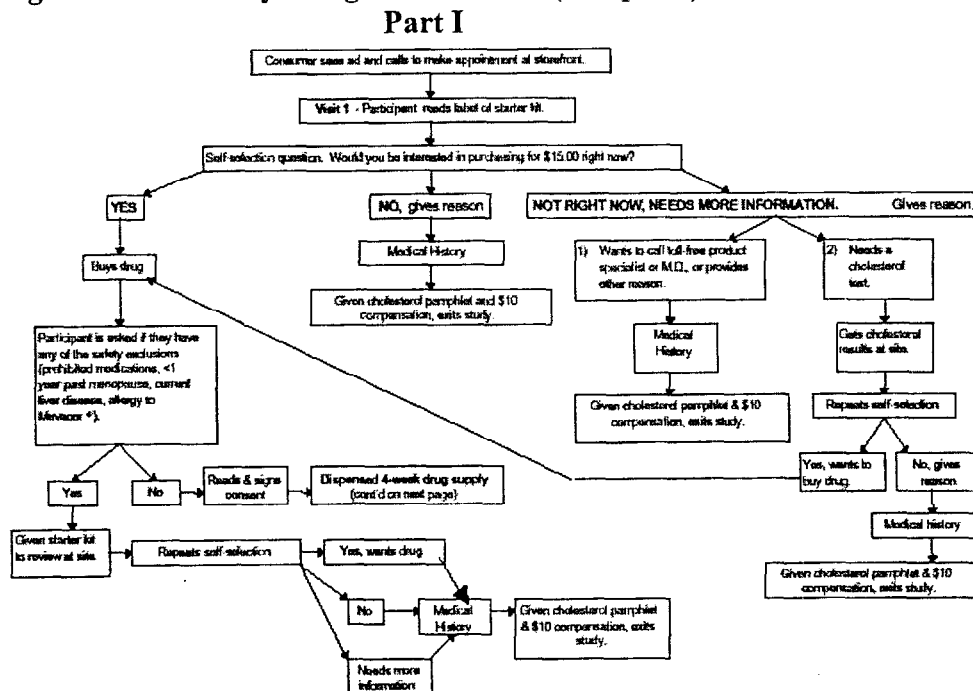 Part I
Consumer sees ad and calls to make appointment at storefront.
Visit 1 - Participant reads label of starter kit.
Self-selection question. Would you be interested in purchasing for $15.00 right now?
YES
NO, gives reason
NOT RIGHT NOW, NEEDS MORE INFORMATION. Gives reason.
Buys drug
Medical History
Given cholesterol pamphlet and $10
compensation, exits study.
1) Wants to call toll-free product
specialist or M.D., or provides
other reason.
2) Needs a
cholesterol
test.
Medical
History
Given cholesterol pamphlet & $10
compensation, exits study.
Gets cholesterol
results at site.
Repeats self-selection
Yes, wants to
buy drug.
No, gives
reason
Medical history
Given cholesterol pamphlet & $10
compensation, exits study.
Participant is asked if they have
any of the safety exclusions
(prohibited medications, <1
year past menopause, current
liver disease, allergy to
Mevacor
Yes
No
Reads & signs
consent
Dispensed 4-week drug supply
(cont'd on next page)
Given starter kit
to review at site.
Repeats self-selection
Yes, wants drug
No
Needs more
information
Medical
History
Given cholesterol pamphlet
& $10 compensation, exits
study.